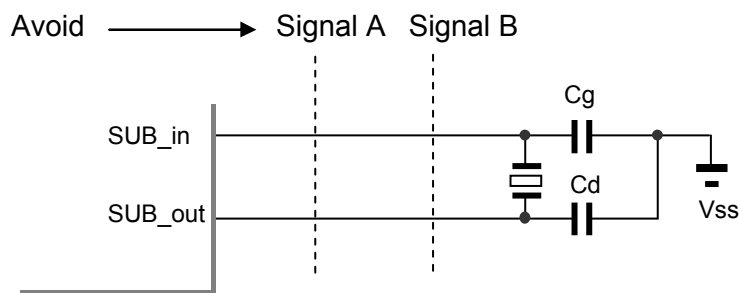 Avoid Signal A Signal B
Cg
SUB_in
Cd
SUB_out
Vss